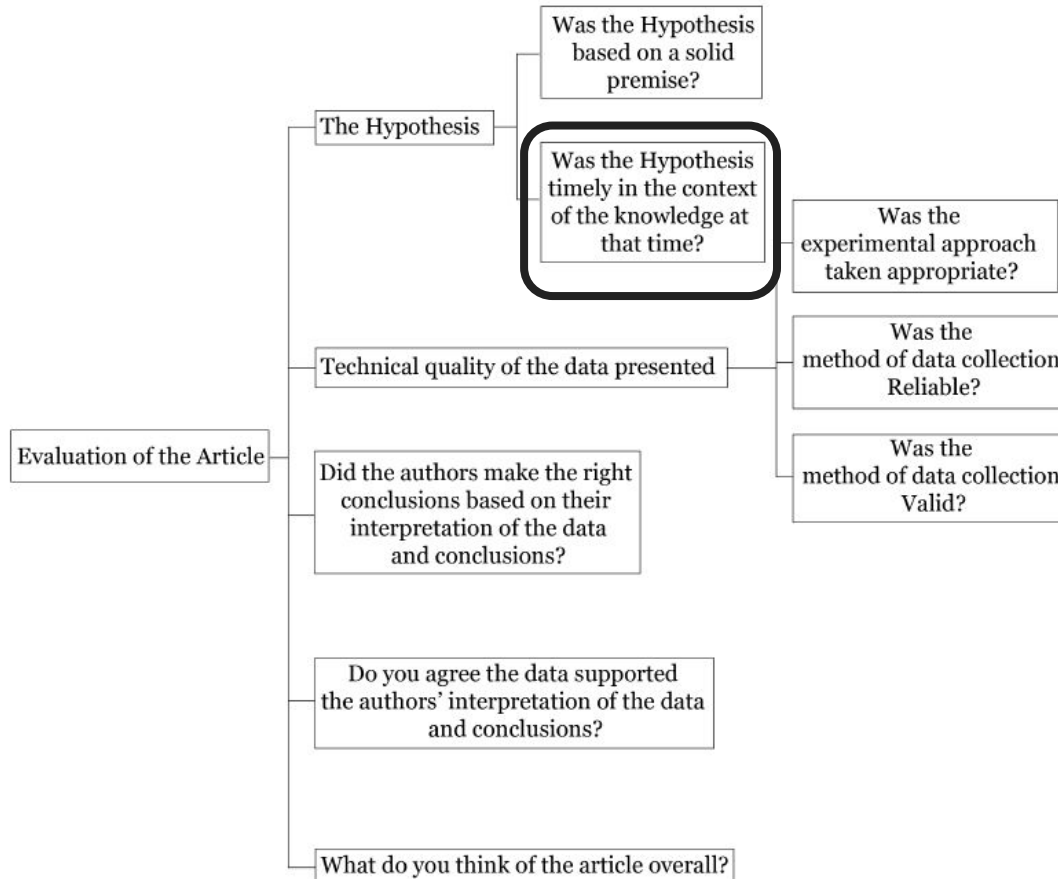 Was the Hypothesis
based on a solid
premise?
The Hypothesis
Was the Hypothesis
timely in the context
of the knowledge at
that time?
Was the
experimental approach
taken appropriate?
Technical quality of the data presented
Was the
method of data collection
Reliable?
Evaluation of the Article
Was the
method of data collection
Valid?
Did the authors make the right
conclusions based on their
interpretation of the data
and conclusions?
Do you agree the data supported
the authors’ interpretation of the data
and conclusions?
What do you think of the article overall?